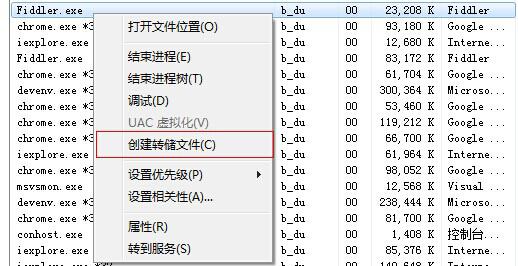 Fiddler.exe b_du 00 23,208 K Fiddler
chrome.exe *3 b_du 00 93,180 K Google ...
iexplore.exe b_du 00 12,680 K Interne...
Fiddler.exe b_du 00 83,172 K Fiddler
chrome.exe *3 b_du 00 61,704 K Google ...
devenv.exe *3 b_du 00 300,364 K Microso...
chrome.exe *3 b_du 00 53,460 K Google ...
chrome.exe *3 b_du 00 119,212 K Google ...
chrome.exe *3 b_du 00 66,700 K Google ...
iexplore.exe b_du 00 61,964 K Interne...
chrome.exe *3 b_du 00 98,052 K Google ...
msvsmon.exe b_du 00 12,568 K Visual ...
devenv.exe *3 b_du 00 238,444 K Microso...
chrome.exe *3 b_du 00 81,700 K Google ...
conhost.exe b_du 00 1,408 K 控制台...
iexplore.exe b_du 00 85,376 K Interne...
打开文件位置(O)
结束进程(E)
结束进程树(T)
调试(D)
UAC 虚拟化(V)
创建转储文件(C)
设置优先级(P)
设置相关性(A)...
属性(R)
转到服务(S)